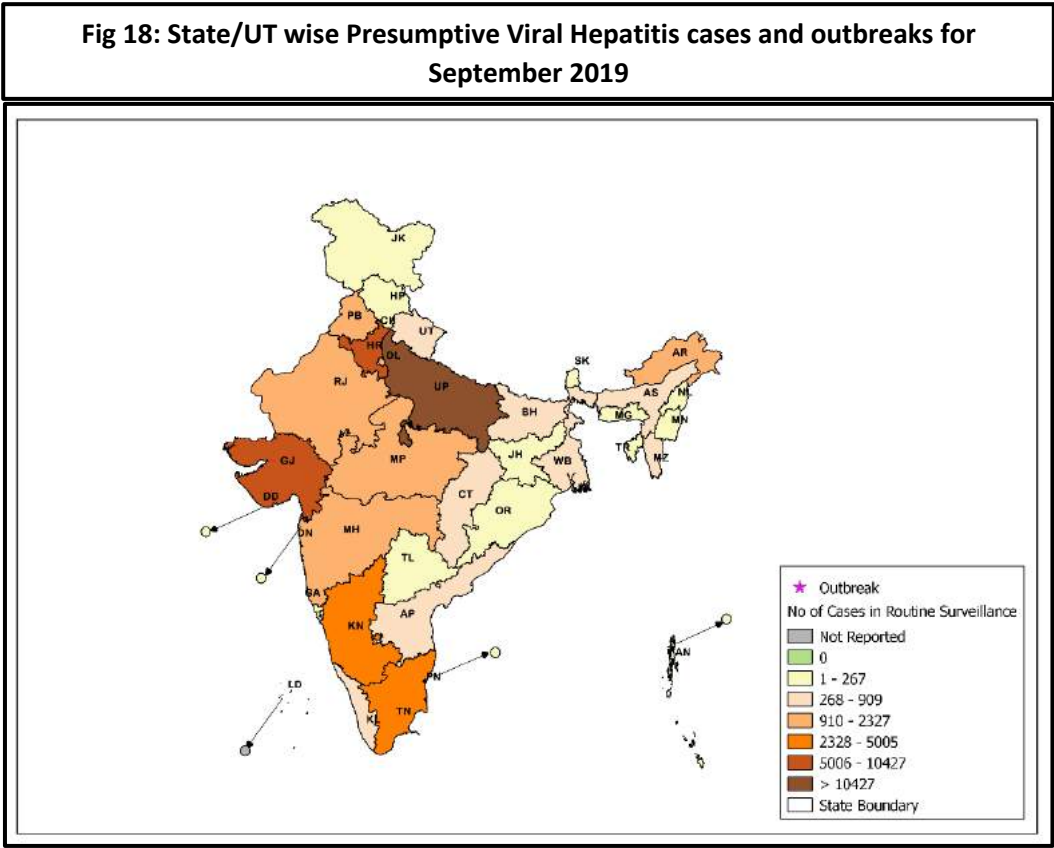 Fig 18: State/UT wise Presumptive Viral Hepatitis cases and outbreaks for
September 2019
JK
HP
PB
CH
UT
HR
DL
RJ
UP
SK
AR
AS
BH
MG
MN
TR
MZ
GJ
MP
JH
WB
CT
DD
OR
DN
MH
TL
GA
AP
KN
PN
AN
LD
KL
TN
Outbreak
No of Cases in Routine Surveillance
Not Reported
0
1 - 267
268 - 909
910 - 2327
2328 - 5005
5006 - 10427
> 10427
State Boundary